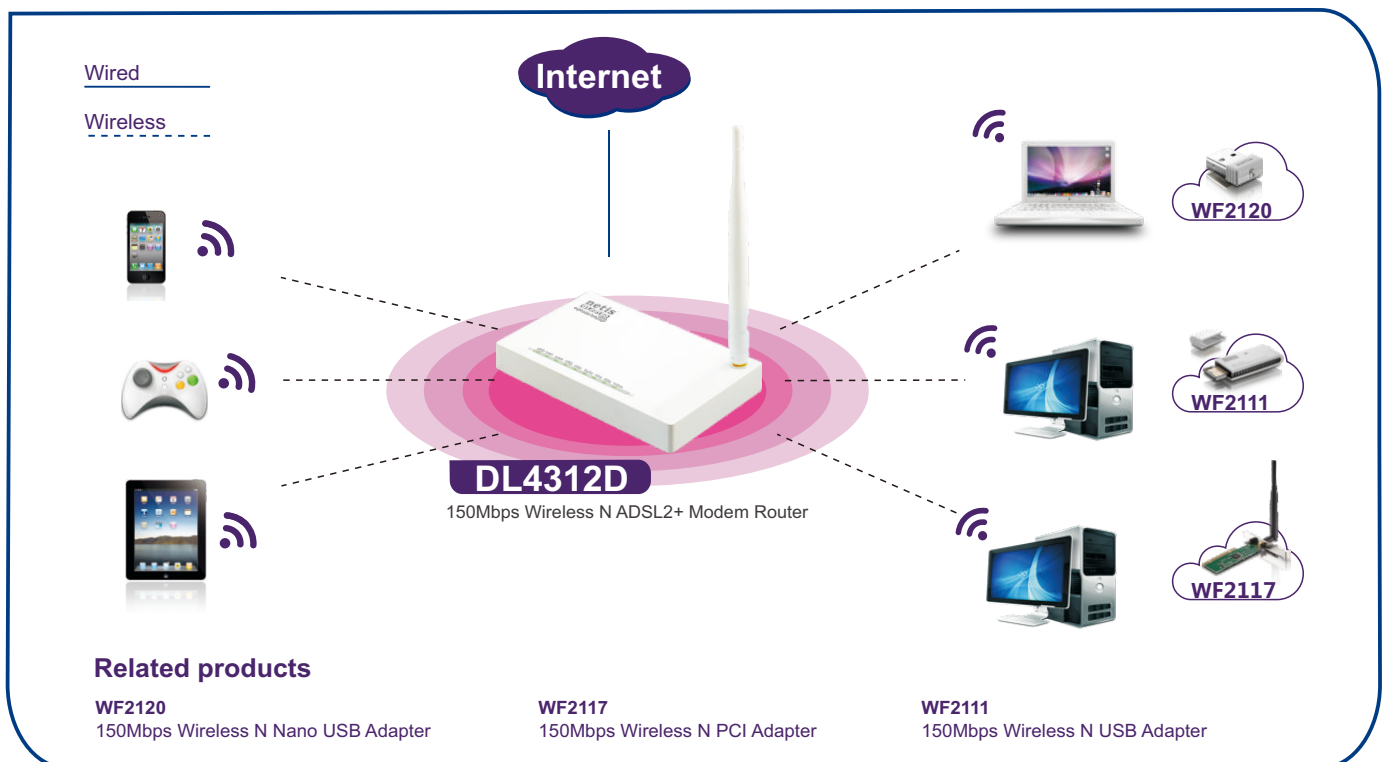 Wired
Wireless
Internet
netis
WF2120
WF2111
DL4312D
150Mbps Wireless N ADSL2+ Modem Router
WF2117
Related products
WF2120
150Mbps Wireless N Nano USB Adapter
WF2117
150Mbps Wireless N PCI Adapter
WF2111
150Mbps Wireless N USB Adapter